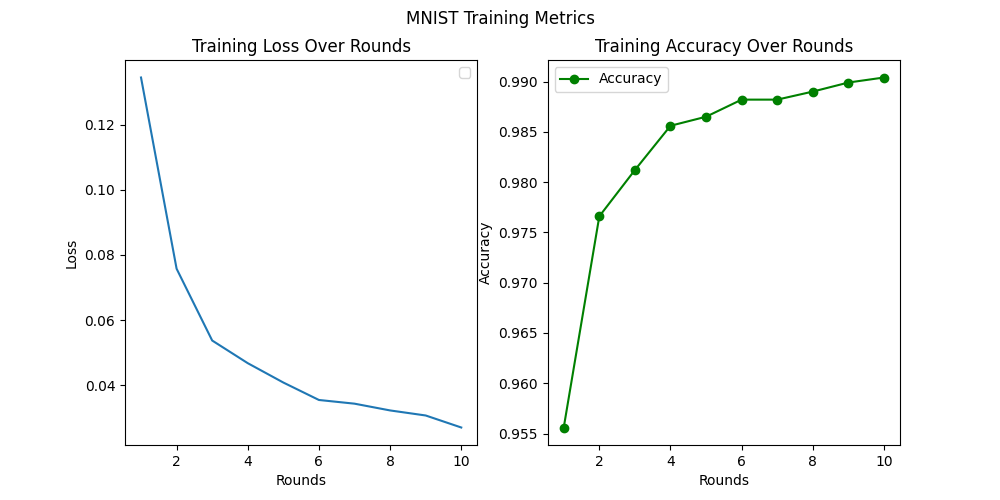 MNIST Training Metrics
Training Loss Over Rounds
Loss
0.12
0.10
0.08
0.06
0.04
2 4 6 8 10
Rounds
Training Accuracy Over Rounds
Accuracy
Accuracy
0.990
0.985
0.980
0.975
0.970
0.965
0.960
0.955
2 4 6 8 10
Rounds